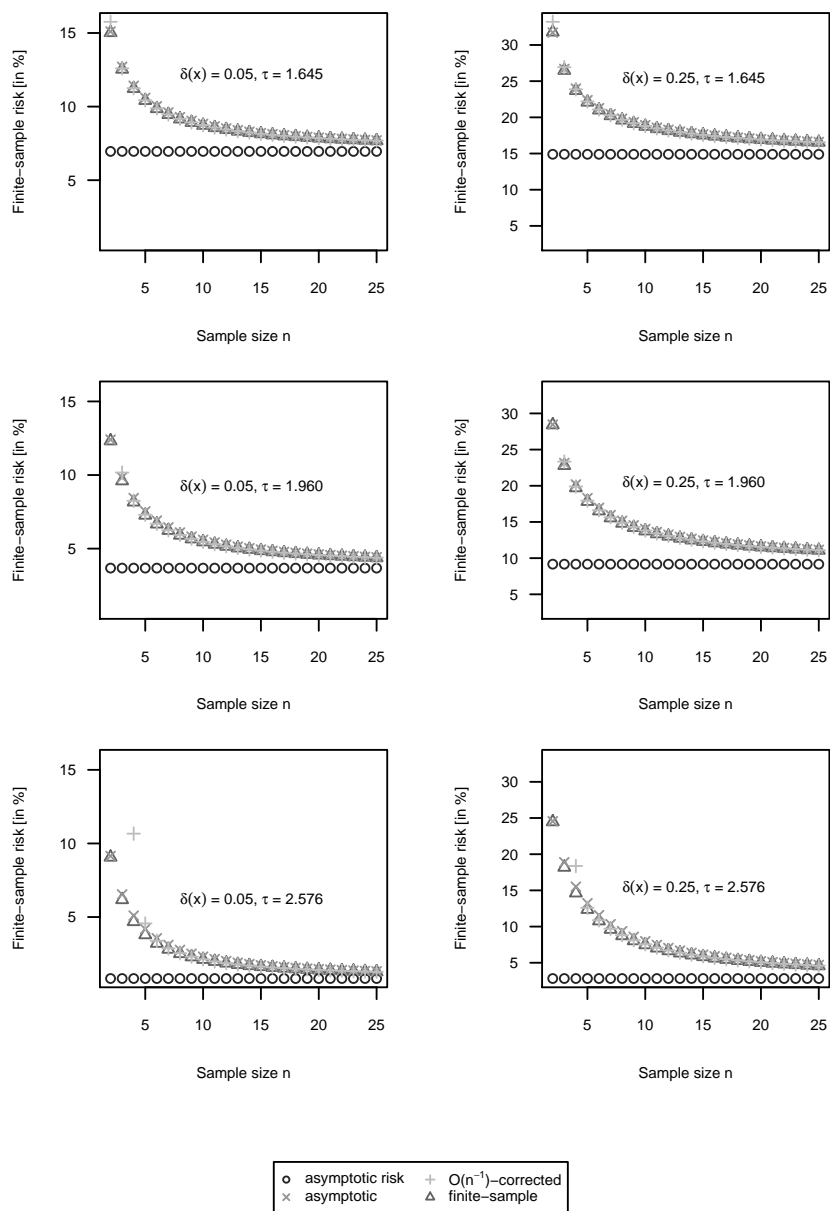 Finite−sample risk [in %]
15
10
5
δ(x) = 0.05, τ = 1.645
5 10 15 20 25
Sample size n
Finite−sample risk [in %]
30
25
20
15
10
5
δ(x) = 0.25, τ = 1.645
5 10 15 20 25
Sample size n
Finite−sample risk [in %]
15
10
5
δ(x) = 0.05, τ = 1.960
5 10 15 20 25
Sample size n
Finite−sample risk [in %]
30
25
20
15
10
5
δ(x) = 0.25, τ = 1.960
5 10 15 20 25
Sample size n
Finite−sample risk [in %]
15
10
5
δ(x) = 0.05, τ = 2.576
5 10 15 20 25
Sample size n
Finite−sample risk [in %]
30
25
20
15
10
5
δ(x) = 0.25, τ = 2.576
5 10 15 20 25
Sample size n
asymptotic risk
asymptotic
O(n⁻¹)−corrected
finite−sample